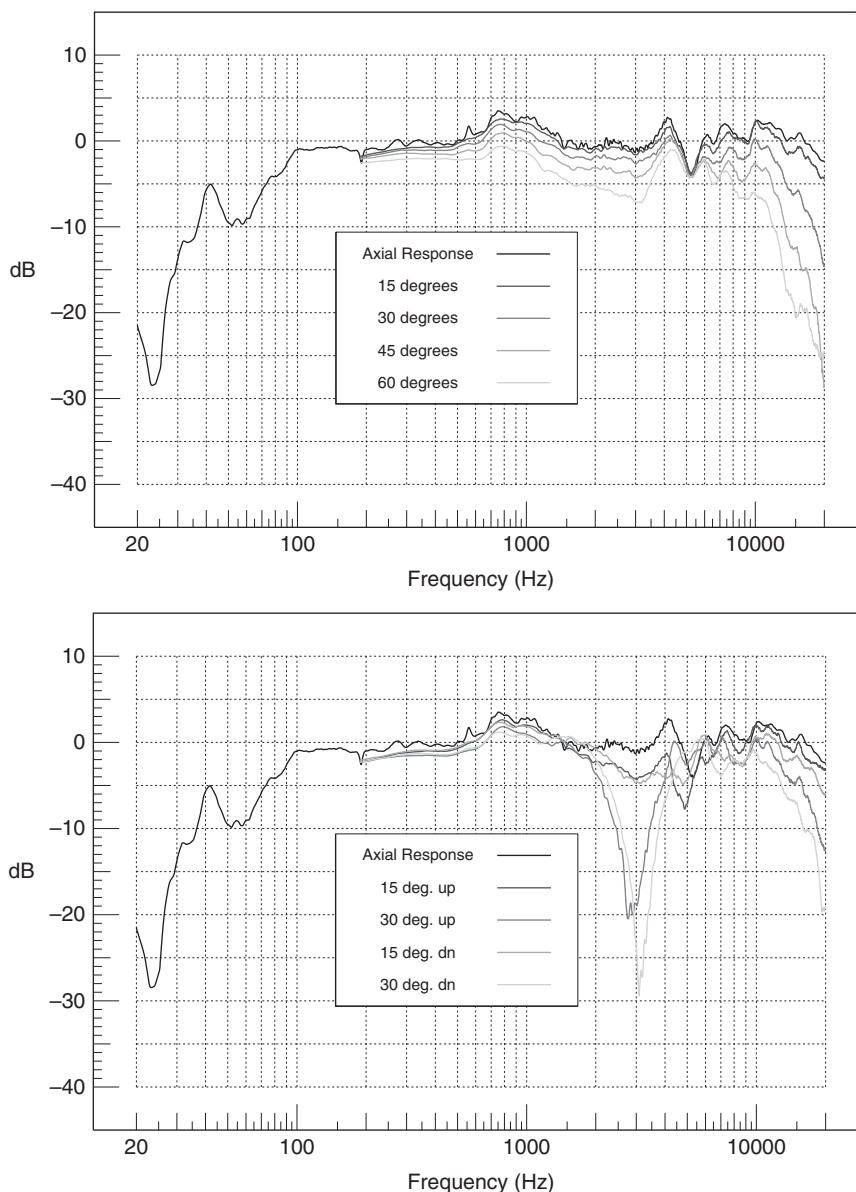 10
0
–10
dB
–20
–30
–40
Axial Response
15 degrees
30 degrees
45 degrees
60 degrees
20
100
1000
10000
Frequency (Hz)
10
0
–10
dB
–20
–30
–40
Axial Response
15 deg. up
30 deg. up
15 deg. dn
30 deg. dn
20
100
1000
10000
Frequency (Hz)